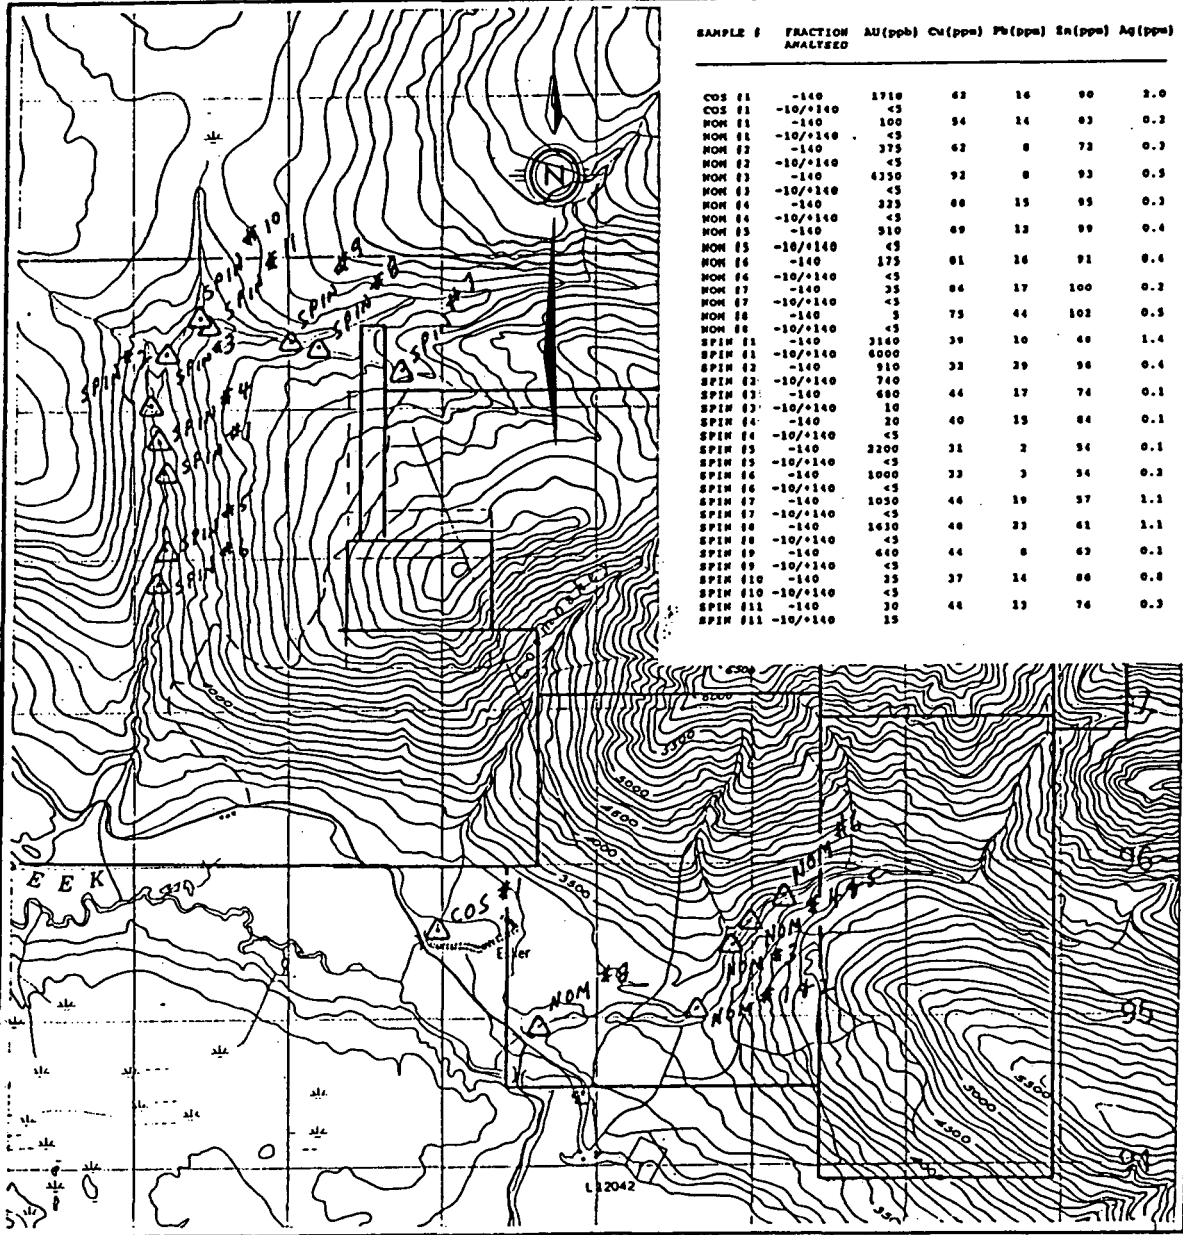 SAMPLE # FRACTION ANALYSED AU(ppb) Cu(ppm) Pb(ppm) Zn(ppm) Ag(ppm)
COS #1 -140 1710 62 16 90 2.0
COS #1 -10/+140 <5
NOM #1 -140 100 54 14 83 0.2
NOM #1 -10/+140 <5
NOM #2 -140 375 62 8 72 0.3
NOM #2 -10/+140 <5
NOM #3 -140 4350 92 8 93 0.5
NOM #3 -10/+140 <5
NOM #4 -140 325 88 15 95 0.3
NOM #4 -10/+140 <5
NOM #5 -140 510 89 13 99 0.4
NOM #5 -10/+140 <5
NOM #6 -140 175 81 16 91 0.4
NOM #6 -10/+140 <5
NOM #7 -140 35 86 17 100 0.2
NOM #7 -10/+140 <5
NOM #8 -140 5 75 44 102 0.5
NOM #8 -10/+140 <5
SPIN #1 -140 3160 39 10 48 1.4
SPIN #1 -10/+140 6000
SPIN #2 -140 910 33 29 96 0.4
SPIN #2 -10/+140 740
SPIN #3 -140 680 44 17 74 0.1
SPIN #3 -10/+140 10
SPIN #4 -140 20 40 15 84 0.1
SPIN #4 -10/+140 <5
SPIN #5 -140 2200 31 2 54 0.1
SPIN #5 -10/+140 <5
SPIN #6 -140 1000 33 3 54 0.2
SPIN #6 -10/+140 <5
SPIN #7 -140 1050 46 19 57 1.1
SPIN #7 -10/+140 <5
SPIN #8 -140 1630 48 23 61 1.1
SPIN #8 -10/+140 <5
SPIN #9 -140 640 44 8 63 0.1
SPIN #9 -10/+140 <5
SPIN #10 -140 25 37 14 86 0.8
SPIN #10 -10/+140 <5
SPIN #11 -140 30 44 13 76 0.3
SPIN #11 -10/+140 15
N
SPIN #10
SPIN #11
SPIN #9
SPIN #8
SPIN #3
SPIN #4
SPIN #1
SPIN #5
SPIN #6
4000
5500
4000
3500
96
E E K
COS #1
Esker
NOM #6
NOM #4 & 5
NOM #3
NOM #8
NOM #1
95
5500
5000
4500
94
L12042
350